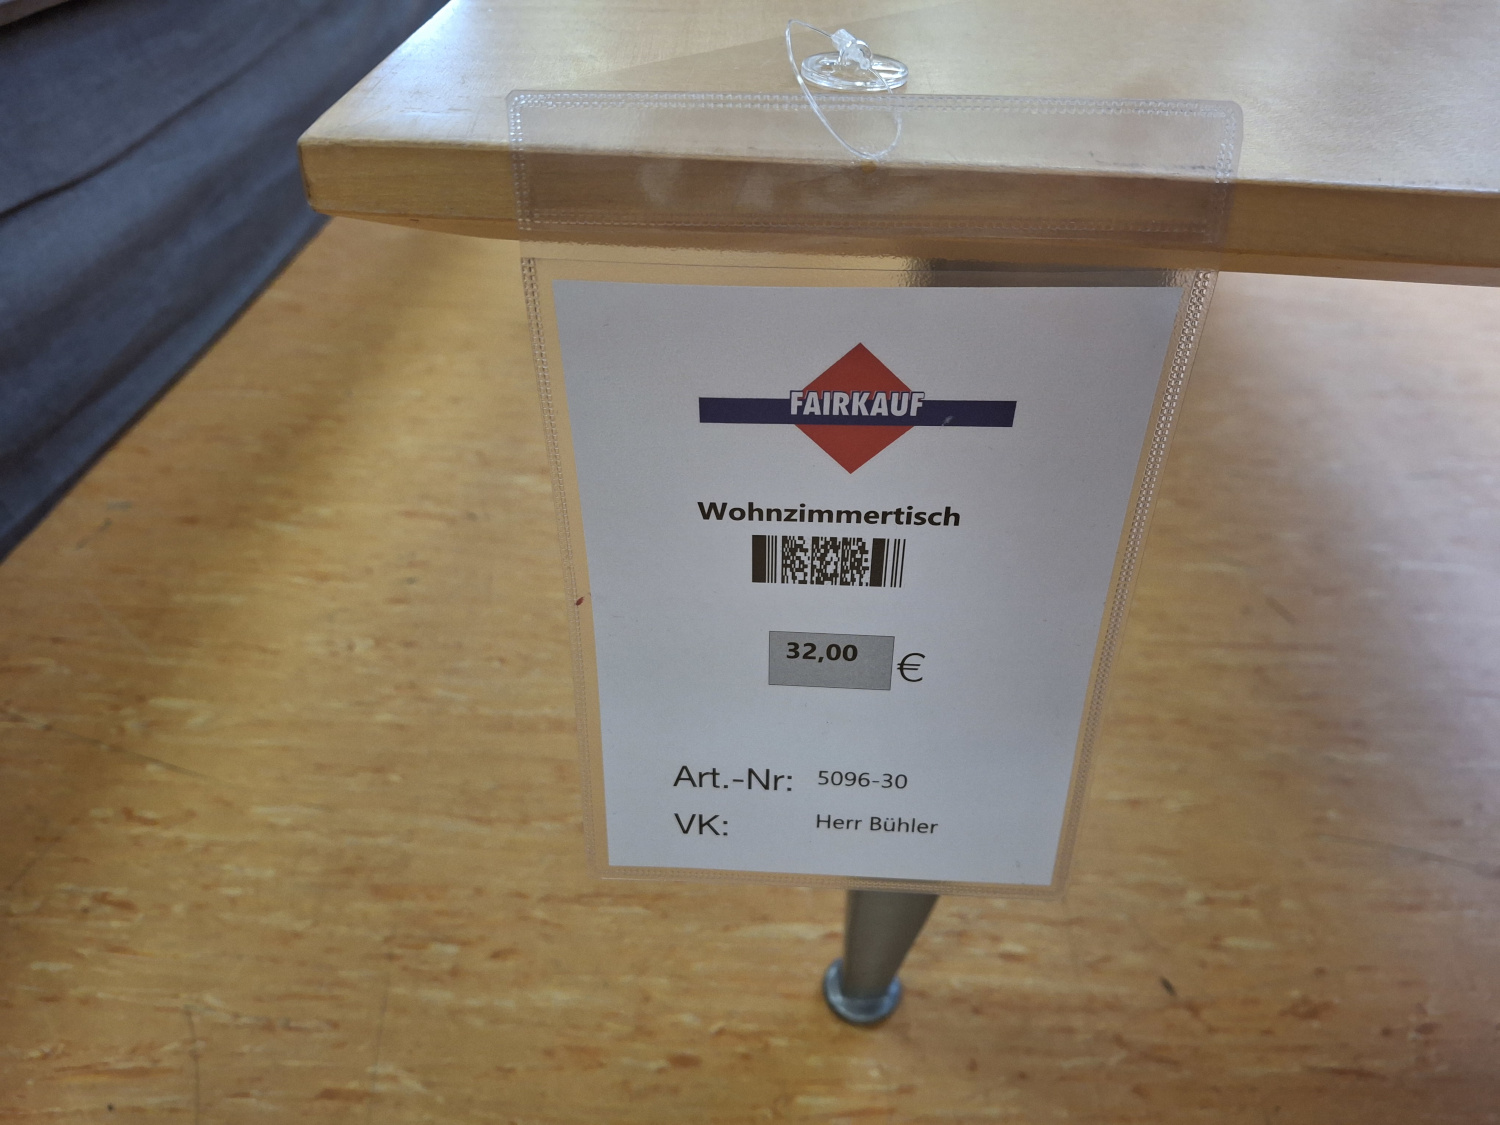 FAIRKAUF
Wohnzimmertisch
32,00 €
Art.-Nr: 5096-30
VK: Herr Bühler